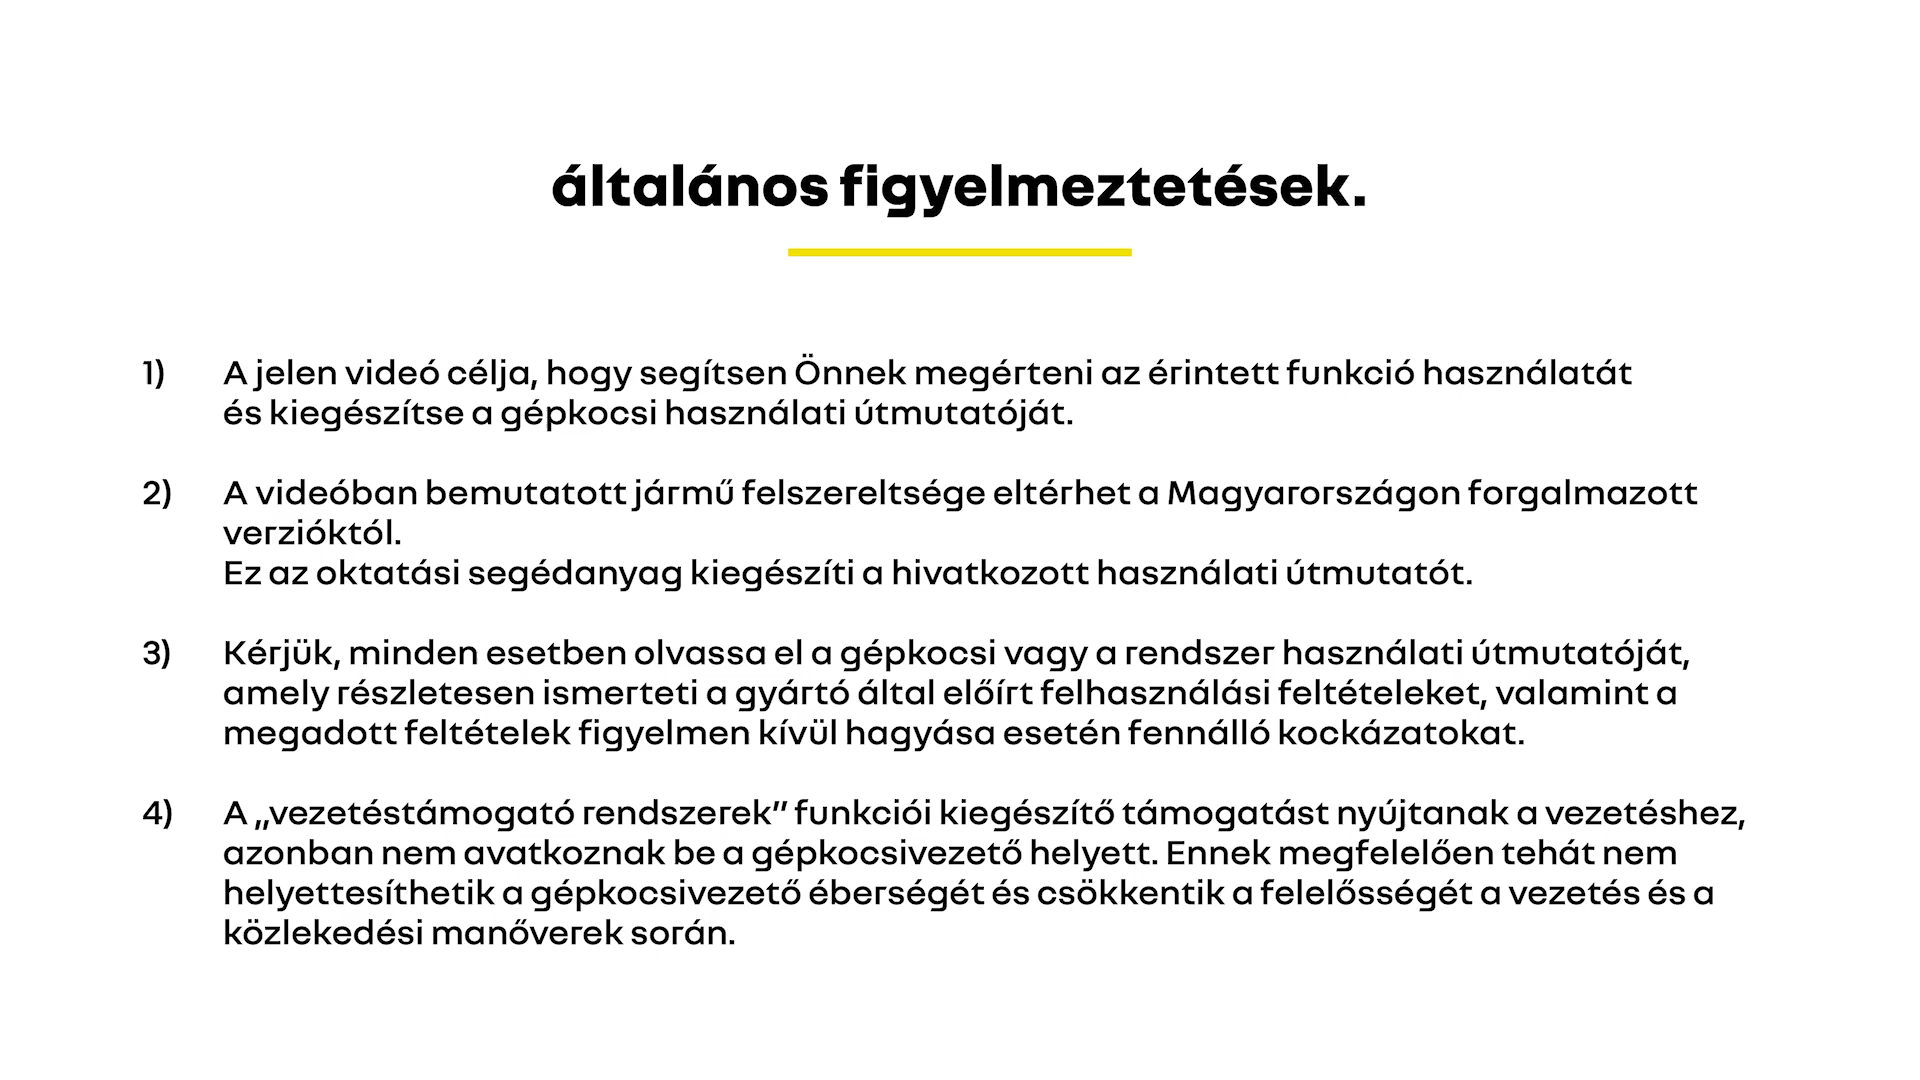 általános figyelmeztetések.
1) A jelen videó célja, hogy segítsen Önnek megérteni az érintett funkció használatát
és kiegészítse a gépkocsi használati útmutatóját.
2) A videóban bemutatott jármű felszereltsége eltérhet a Magyarországon forgalmazott
verzióktól.
Ez az oktatási segédanyag kiegészíti a hivatkozott használati útmutatót.
3) Kérjük, minden esetben olvassa el a gépkocsi vagy a rendszer használati útmutatóját,
amely részletesen ismerteti a gyártó által előírt felhasználási feltételeket, valamint a
megadott feltételek figyelmen kívül hagyása esetén fennálló kockázatokat.
4) A „vezetéstámogató rendszerek” funkciói kiegészítő támogatást nyújtanak a vezetéshez,
azonban nem avatkoznak be a gépkocsivezető helyett. Ennek megfelelően tehát nem
helyettesíthetik a gépkocsivezető éberségét és csökkentik a felelősségét a vezetés és a
közlekedési manőverek során.